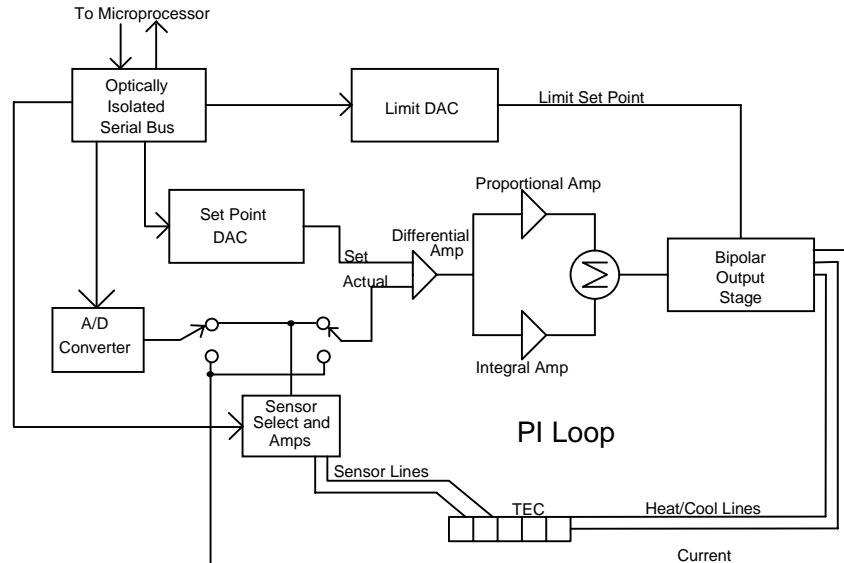 To Microprocessor
Optically
Isolated
Serial Bus
Limit DAC
Limit Set Point
Set Point
DAC
Proportional Amp
Differential
Amp
Set
Actual
Σ
Bipolar
Output
Stage
A/D
Converter
Integral Amp
Sensor
Select and
Amps
PI Loop
Sensor Lines
TEC
Heat/Cool Lines
Current